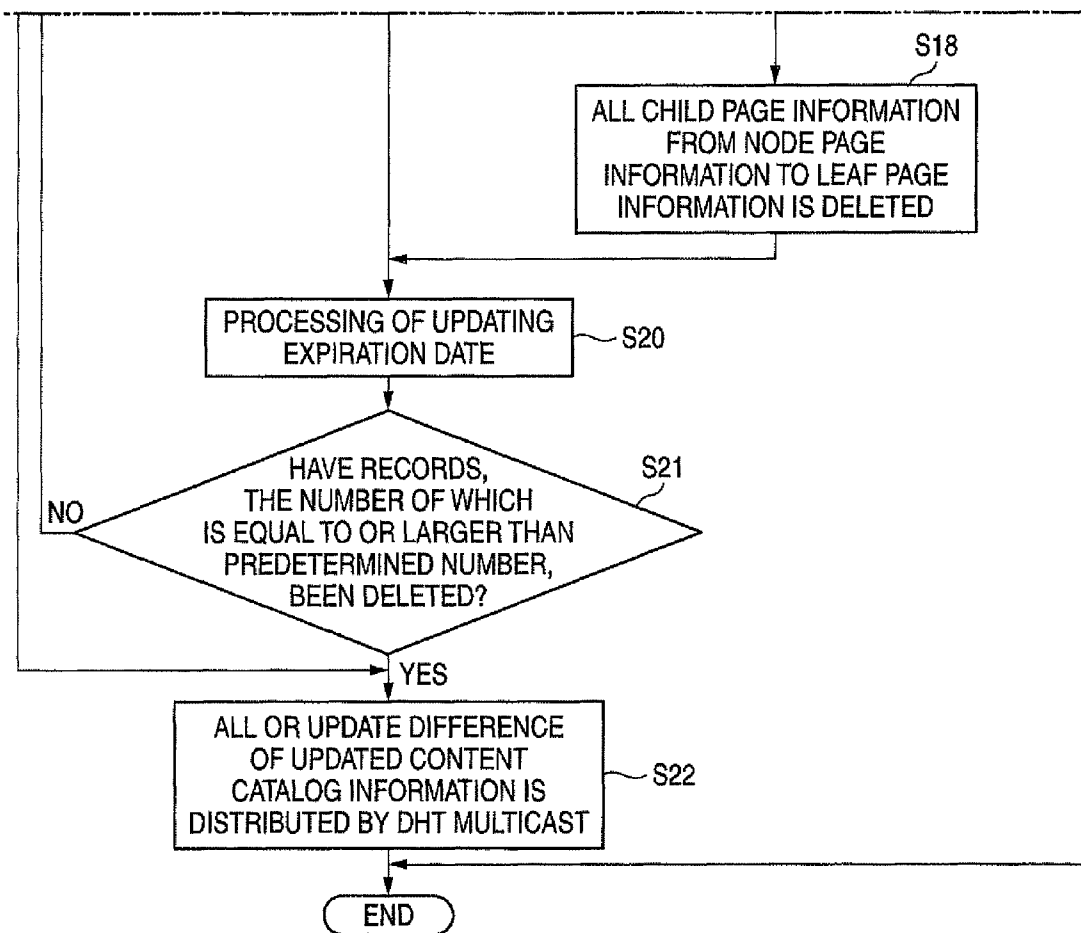 S18
ALL CHILD PAGE INFORMATION
FROM NODE PAGE
INFORMATION TO LEAF PAGE
INFORMATION IS DELETED
PROCESSING OF UPDATING
EXPIRATION DATE
S20
HAVE RECORDS,
THE NUMBER OF WHICH
IS EQUAL TO OR LARGER THAN
PREDETERMINED NUMBER,
BEEN DELETED?
S21
NO
YES
ALL OR UPDATE DIFFERENCE
OF UPDATED CONTENT
CATALOG INFORMATION IS
DISTRIBUTED BY DHT MULTICAST
S22
END